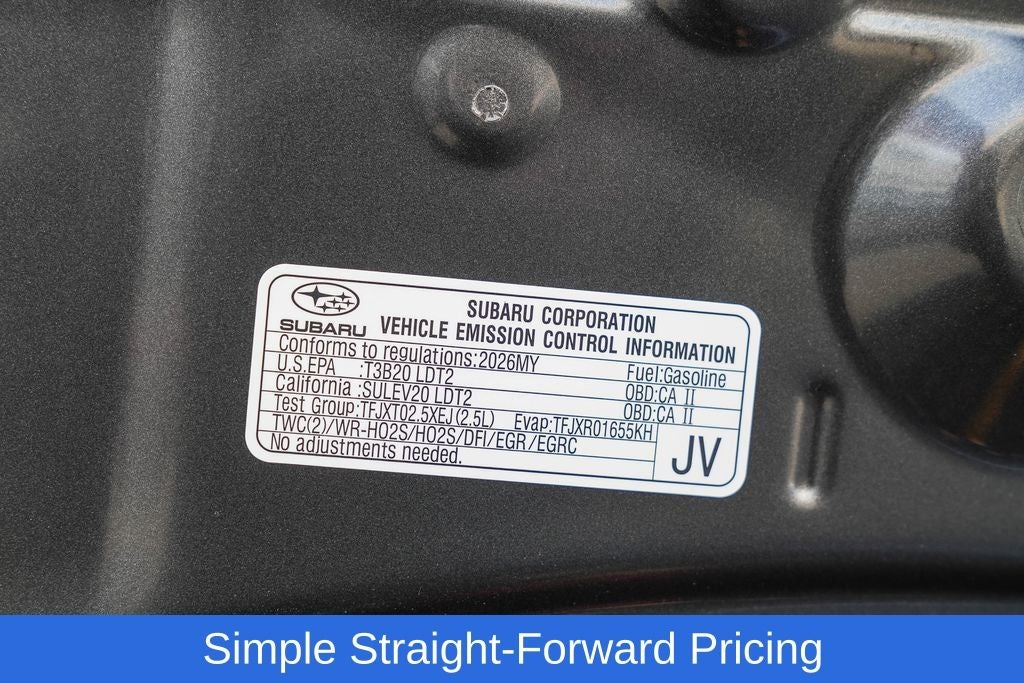 SUBARU
SUBARU CORPORATION
VEHICLE EMISSION CONTROL INFORMATION
Conforms to regulations:2026MY Fuel:Gasoline
U.S.EPA :T3B20 LDT2 OBD:CA II
California :SULEV20 LDT2 OBD:CA II
Test Group:TFJXT02.5XEJ(2.5L) Evap:TFJXR01655KH
TWC(2)/WR-HO2S/HO2S/DFI/EGR/EGRC
No adjustments needed.
JV
Simple Straight-Forward Pricing